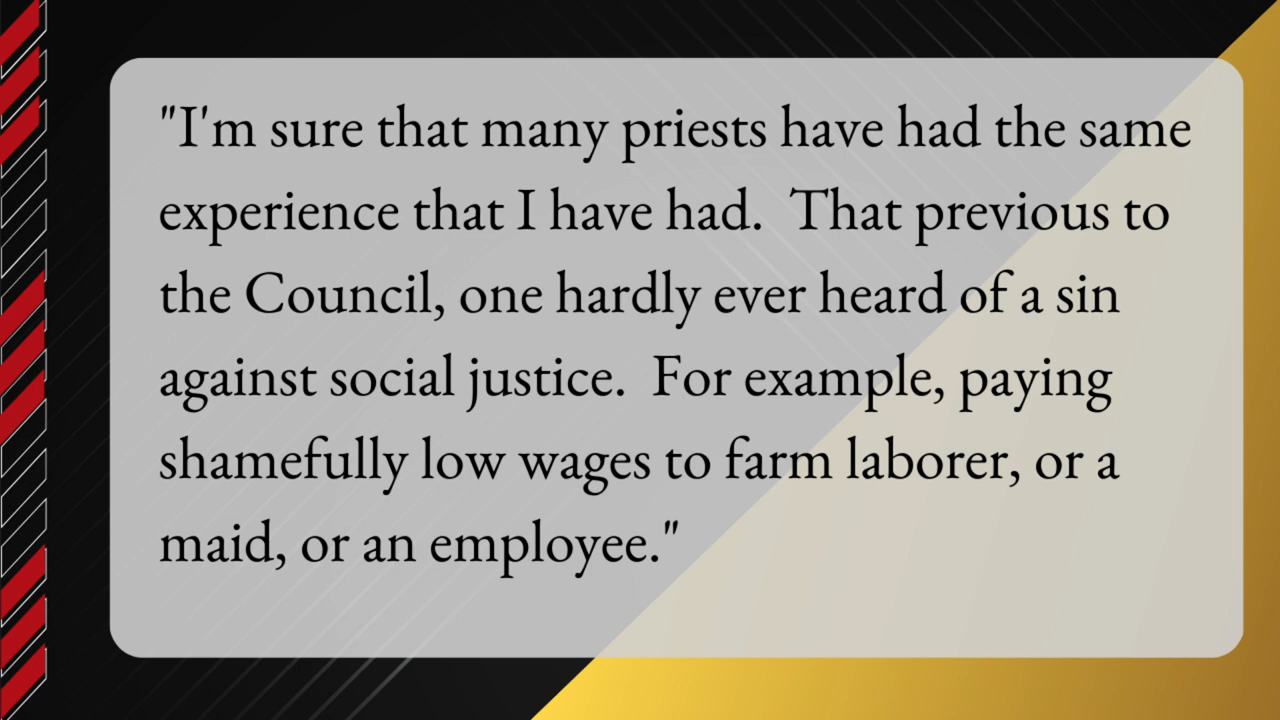 "I'm sure that many priests have had the same
experience that I have had.  That previous to
the Council, one hardly ever heard of a sin
against social justice.  For example, paying
shamefully low wages to farm laborer, or a
maid, or an employee."